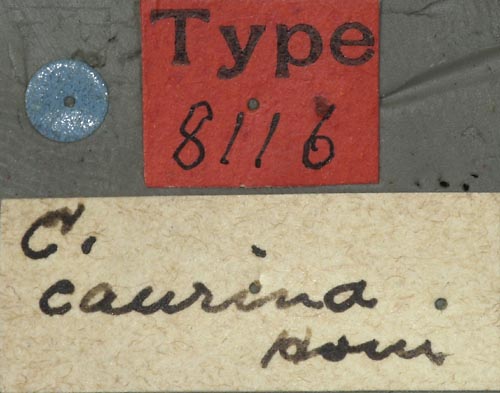 Type
8116
C.
caurina
Horn